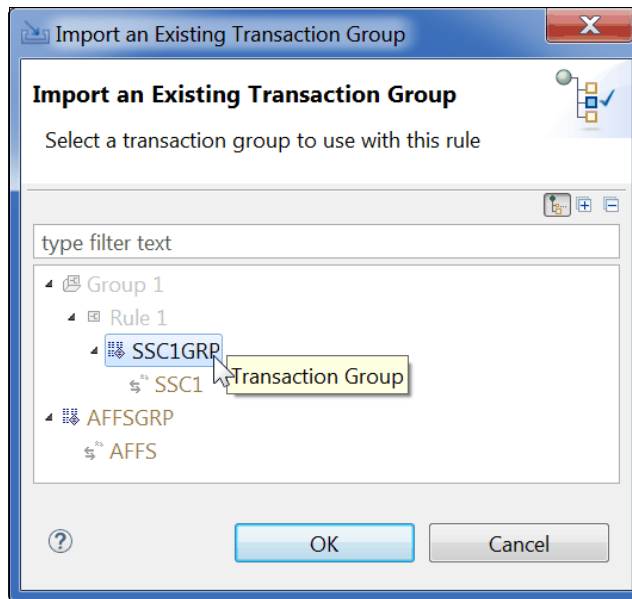 Import an Existing Transaction Group
Import an Existing Transaction Group
Select a transaction group to use with this rule
type filter text
Group 1
Rule 1
SSC1GRP
Transaction Group
SSC1
AFFSGRP
AFFS
OK
Cancel